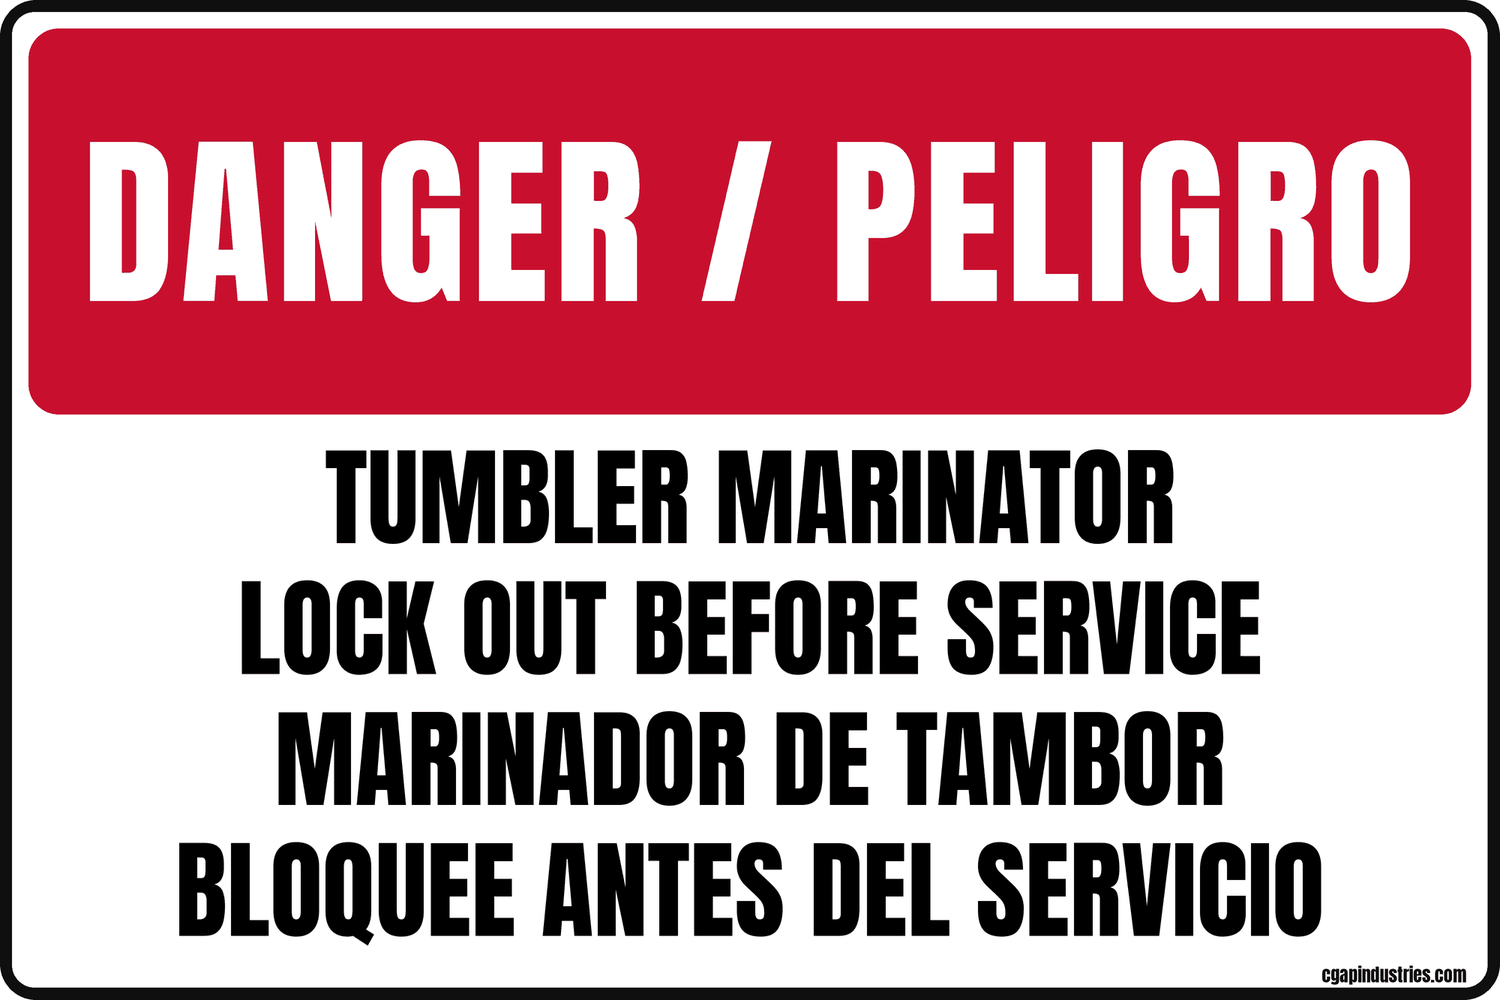 DANGER / PELIGRO
TUMBLER MARINATOR
LOCK OUT BEFORE SERVICE
MARINADOR DE TAMBOR
BLOQUEE ANTES DEL SERVICIO
cgapindustries.com